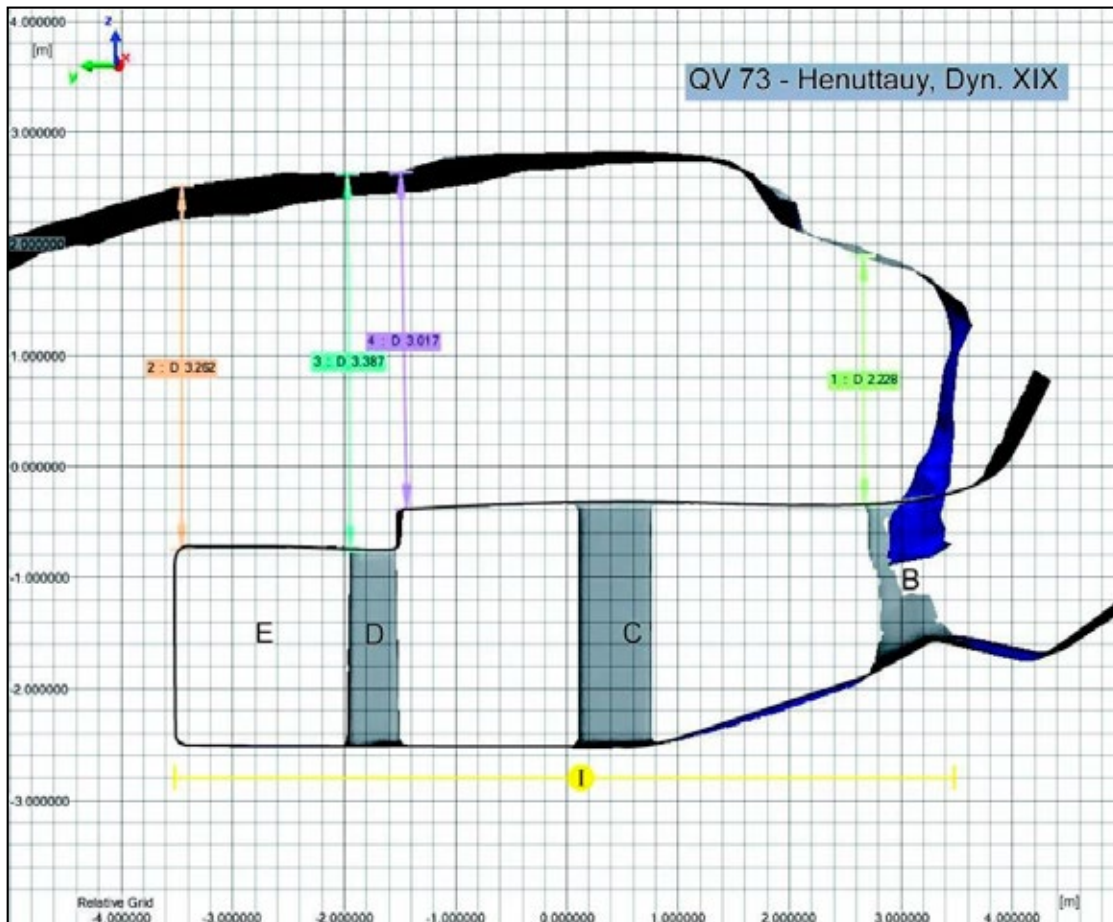 4.000000
z
[m]
x
y
QV 73 - Henuttauy, Dyn. XIX
3.000000
2.000000
4 : D 3.017
1.000000
2 : D 3.262
3 : D 3.387
1 : D 2.228
0.000000
-1.000000
B
E
D
C
-2.000000
I
-3.000000
Relative Grid
[m]
-4.000000
-3.000000
-2.000000
-1.000000
0.000000
1.000000
2.000000
3.000000
4.000000